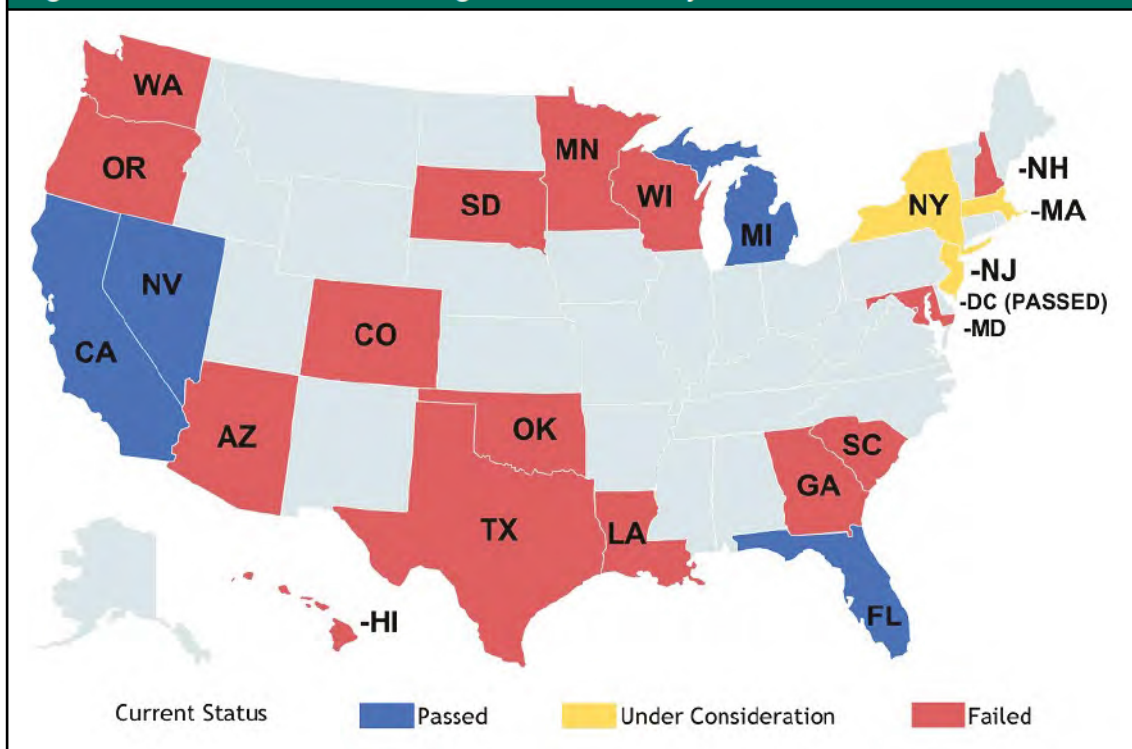 WA
OR
MN
-NH
SD
WI
NY
-MA
MI
NV
-NJ
-DC (PASSED)
CO
-MD
CA
OK
AZ
SC
GA
TX
LA
-HI
FL
Current Status
Passed
Under Consideration
Failed